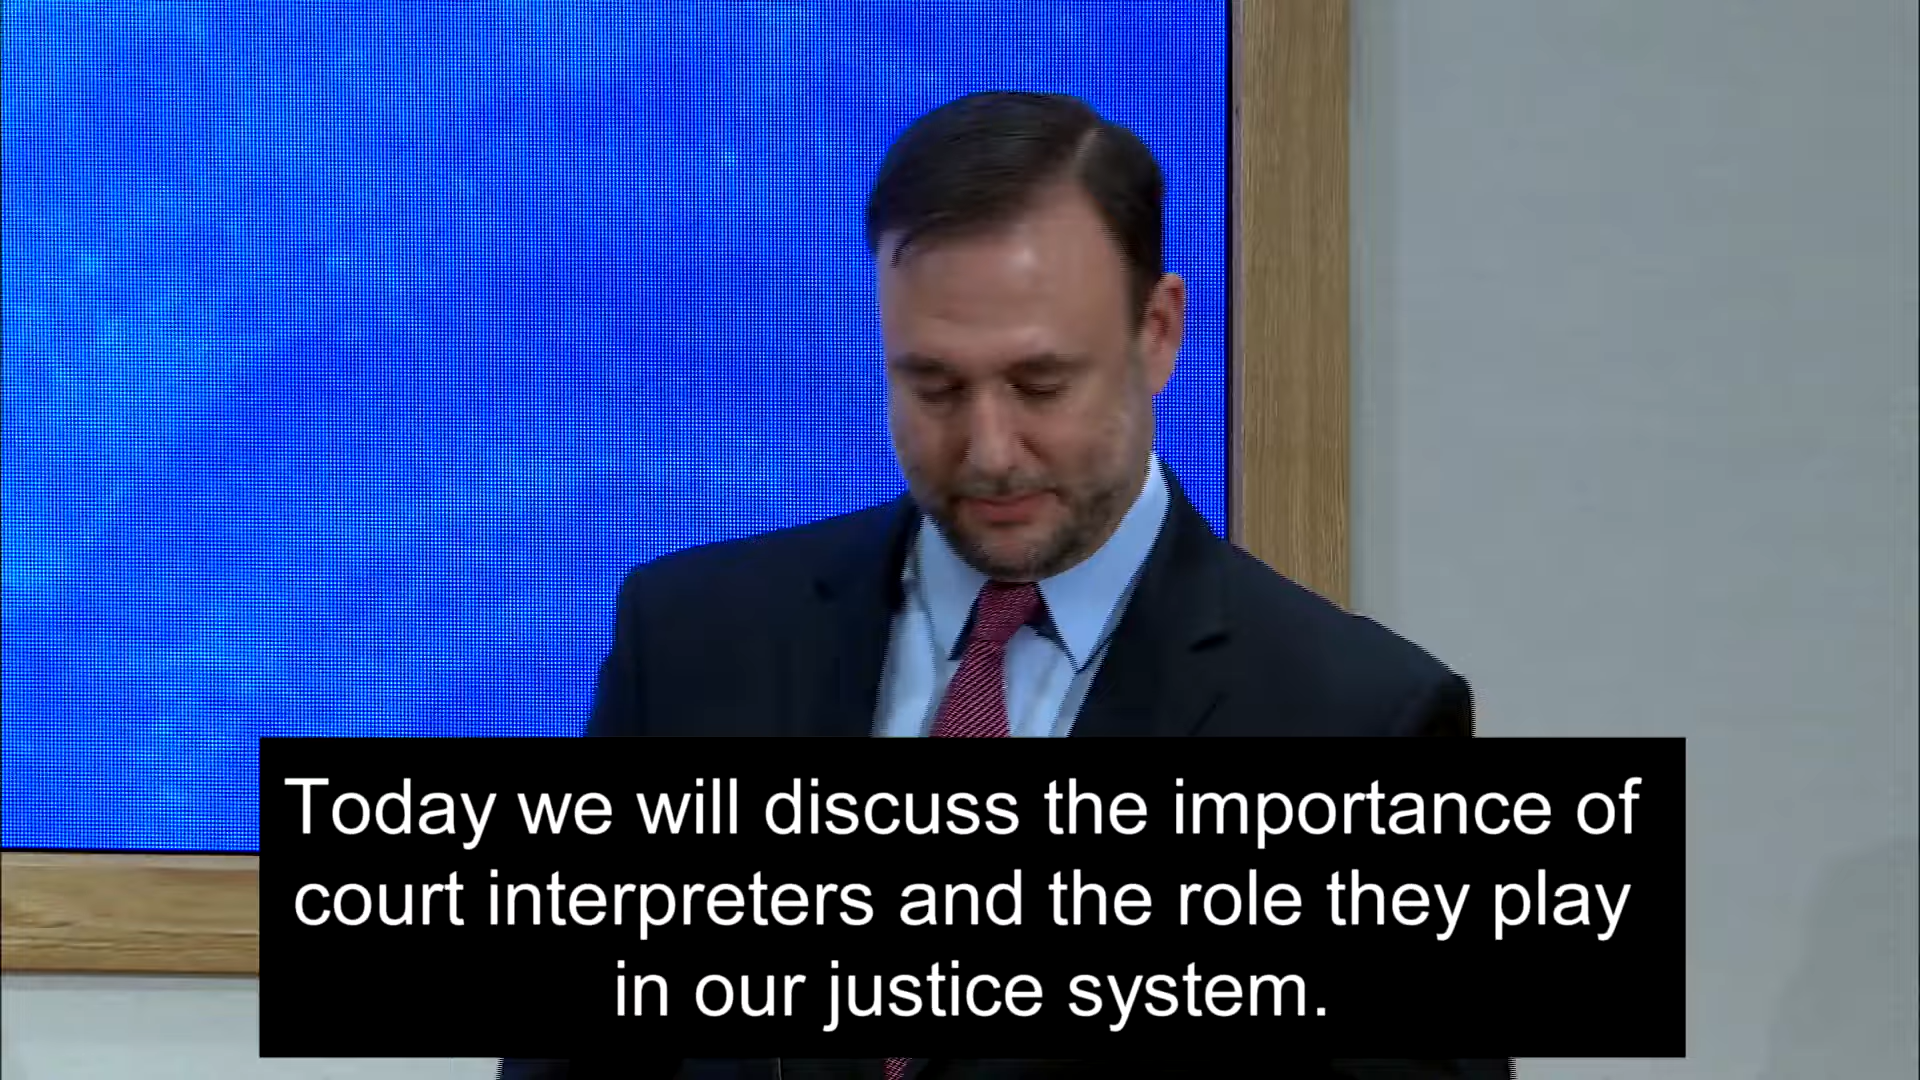 Today we will discuss the importance of
court interpreters and the role they play
in our justice system.